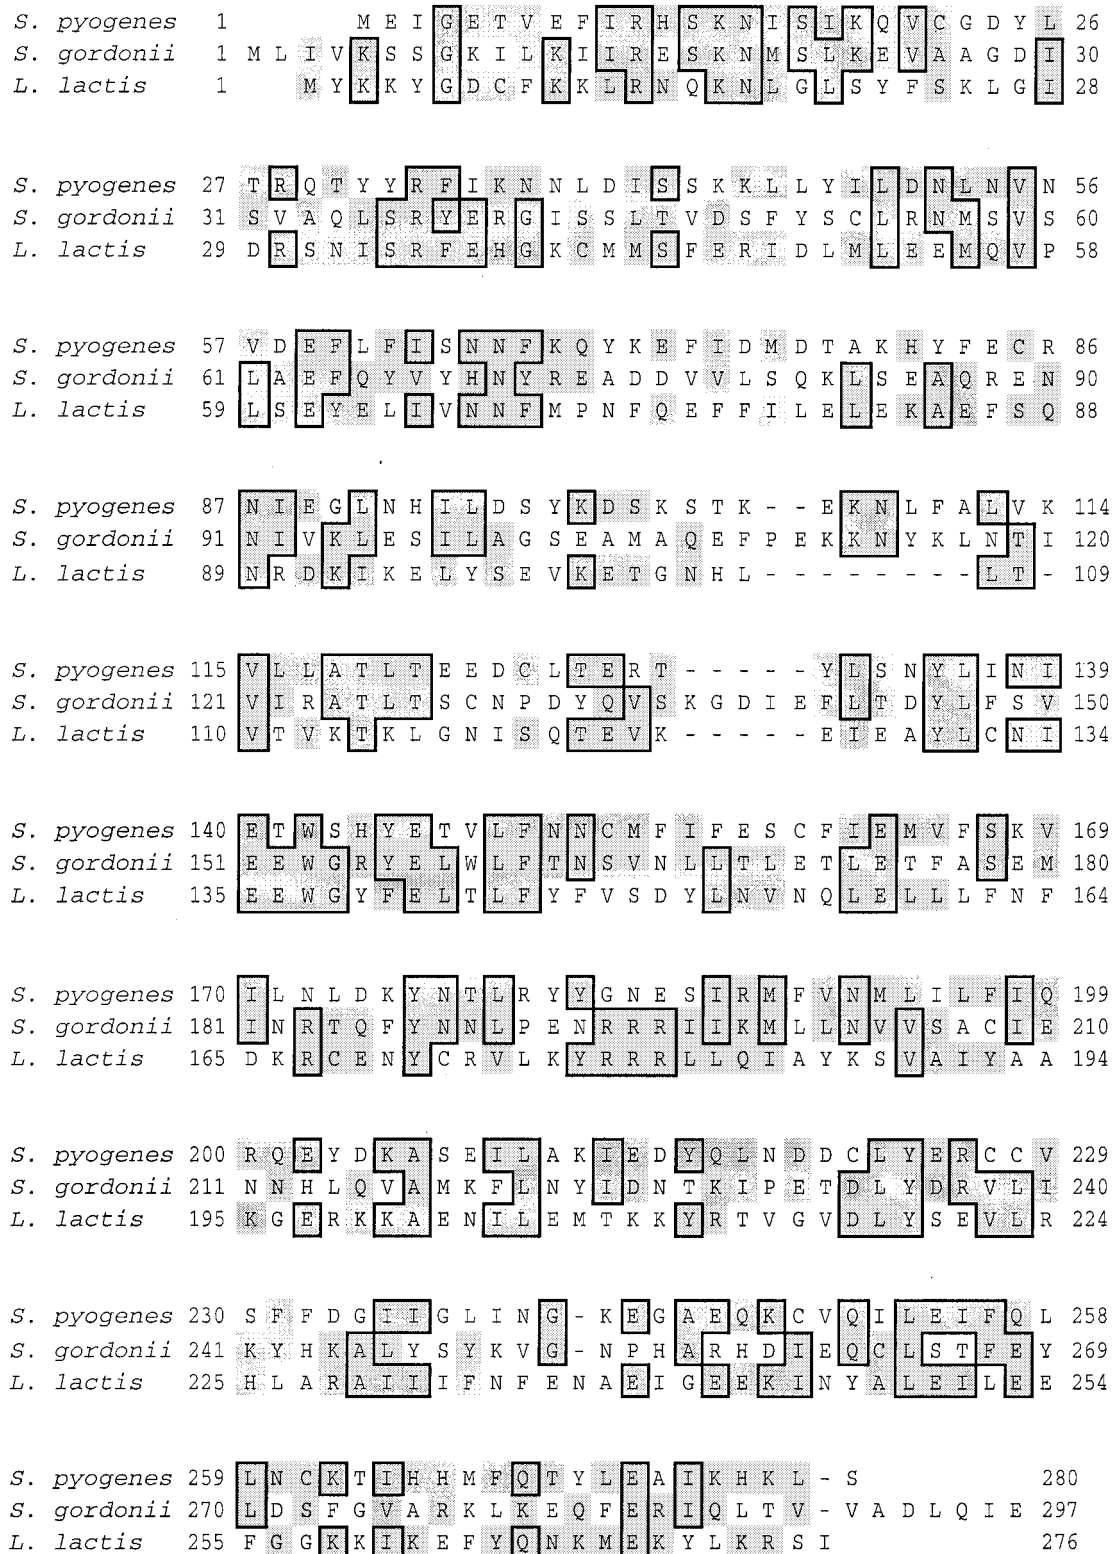 S. pyogenes 1 M E I G E T V E F I R H S K N I S I K Q V C G D Y L 26
S. gordonii 1 M L I V K S S G K I L K I I R E S K N M S L K E V A A G D I 30
L. lactis 1 M Y K K Y G D C F K K L R N Q K N L G L S Y F S K L G I 28
S. pyogenes 27 T R Q T Y Y R F I K N N L D I S S K K L L Y I L D N L N V N 56
S. gordonii 31 S V A Q L S R Y E R G I S S L T V D S F Y S C L R N M S V S 60
L. lactis 29 D R S N I S R F E H G K C M M S F E R I D L M L E E M Q V P 58
S. pyogenes 57 V D E F L F I S N N F K Q Y K E F I D M D T A K H Y F E C R 86
S. gordonii 61 L A E F Q Y V Y H N Y R E A D D V V L S Q K L S E A Q R E N 90
L. lactis 59 L S E Y E L I V N N F M P N F Q E F F I L E L E K A E F S Q 88
S. pyogenes 87 N I E G L N H I L D S Y K D S K S T K - - E K N L F A L V K 114
S. gordonii 91 N I V K L E S I L A G S E A M A Q E F P E K K N Y K L N T I 120
L. lactis 89 N R D K I K E L Y S E V K E T G N H L - - - - - - - - L T - 109
S. pyogenes 115 V L L A T L T E E D C L T E R T - - - - - Y L S N Y L I N I 139
S. gordonii 121 V I R A T L T S C N P D Y Q V S K G D I E F L T D Y L F S V 150
L. lactis 110 V T V K T K L G N I S Q T E V K - - - - - E I E A Y L C N I 134
S. pyogenes 140 E T W S H Y E T V L F N N C M F I F E S C F I E M V F S K V 169
S. gordonii 151 E E W G R Y E L W L F T N S V N L L T L E T L E T F A S E M 180
L. lactis 135 E E W G Y F E L T L F Y F V S D Y L N V N Q L E L L L F N F 164
S. pyogenes 170 I L N L D K Y N T L R Y Y G N E S I R M F V N M L I L F I Q 199
S. gordonii 181 I N R T Q F Y N N L P E N R R R I I K M L L N V V S A C I E 210
L. lactis 165 D K R C E N Y C R V L K Y R R R L L Q I A Y K S V A I Y A A 194
S. pyogenes 200 R Q E Y D K A S E I L A K I E D Y Q L N D D C L Y E R C C V 229
S. gordonii 211 N N H L Q V A M K F L N Y I D N T K I P E T D L Y D R V L I 240
L. lactis 195 K G E R K K A E N I L E M T K K Y R T V G V D L Y S E V L R 224
S. pyogenes 230 S F F D G I I G L I N G - K E G A E Q K C V Q I L E I F Q L 258
S. gordonii 241 K Y H K A L Y S Y K V G - N P H A R H D I E Q C L S T F E Y 269
L. lactis 225 H L A R A I I I F N F E N A E I G E E K I N Y A L E I L E E 254
S. pyogenes 259 L N C K T I H H M F Q T Y L E A I K H K L - S 280
S. gordonii 270 L D S F G V A R K L K E Q F E R I Q L T V - V A D L Q I E 297
L. lactis 255 F G G K K I K E F Y Q N K M E K Y L K R S I 276